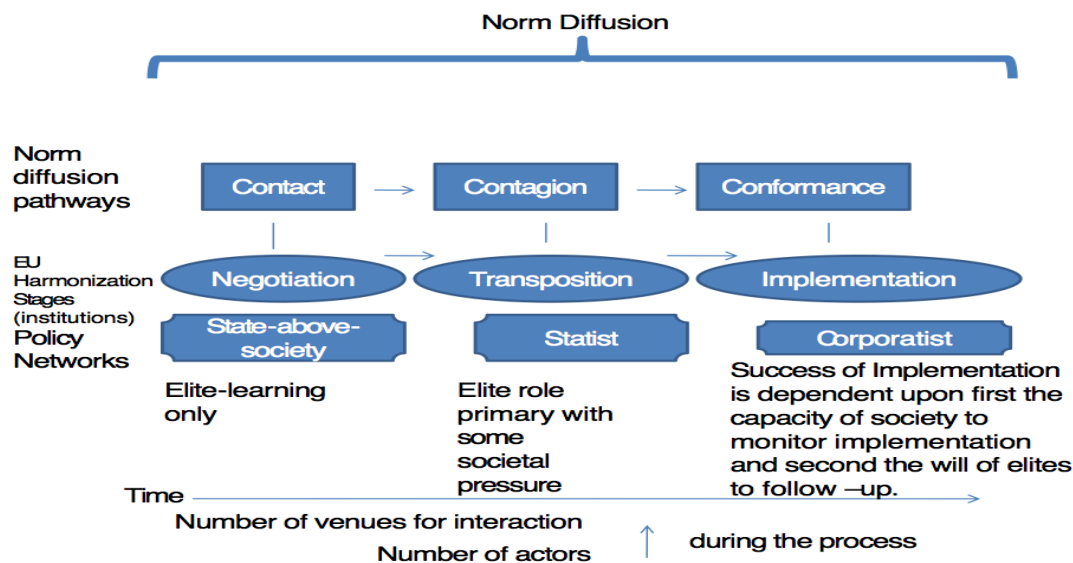 Norm Diffusion
Norm
diffusion
pathways
Contact
Contagion
Conformance
EU
Harmonization
Stages
(institutions)
Negotiation
Transposition
Implementation
Policy
Networks
State-above-
society
Statist
Corporatist
Elite-learning
only
Elite role
primary with
some
societal
pressure
Success of Implementation
is dependent upon first the
capacity of society to
monitor implementation
and second the will of elites
to follow –up.
Time
Number of venues for interaction
Number of actors
during the process